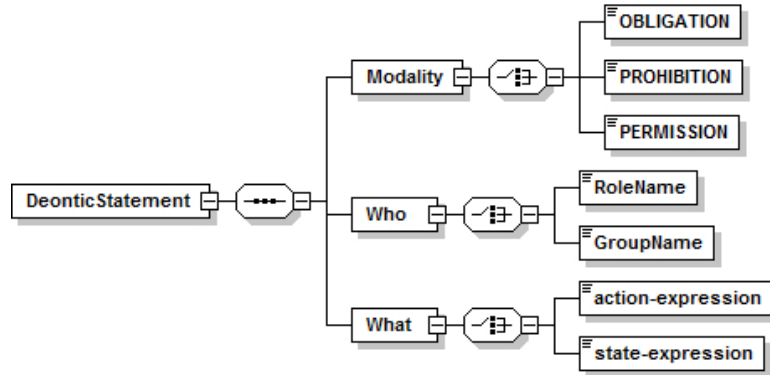 DeonticStatement
Modality
OBLIGATION
PROHIBITION
PERMISSION
Who
RoleName
GroupName
What
action-expression
state-expression